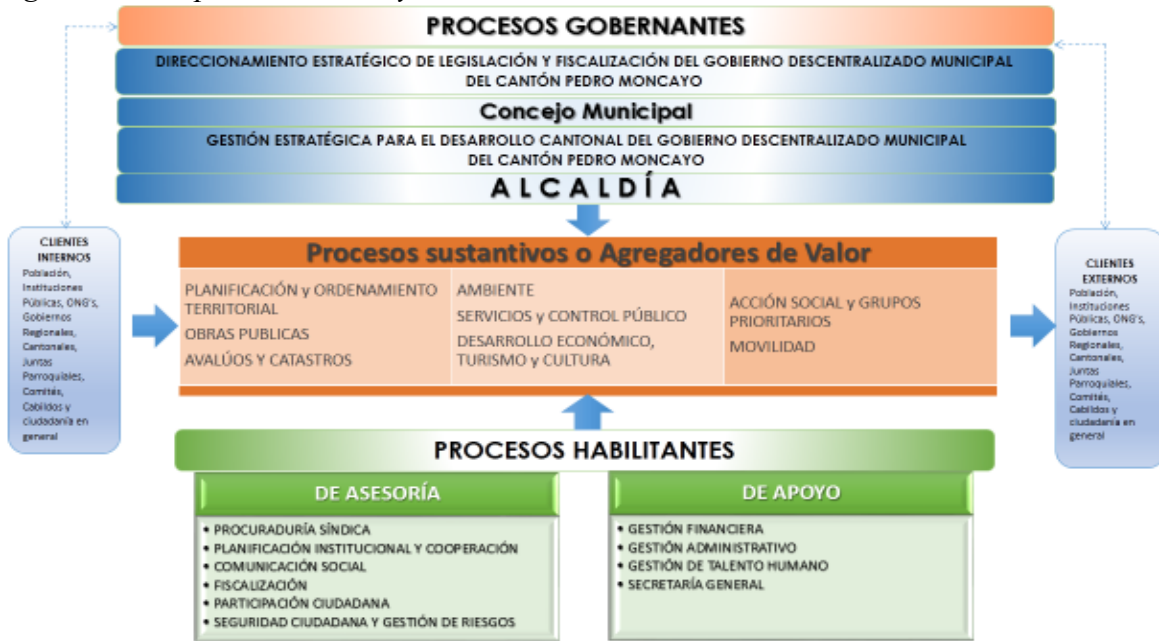 PROCESOS GOBERNANTES
DIRECCIONAMIENTO ESTRATÉGICO DE LEGISLACIÓN Y FISCALIZACIÓN DEL GOBIERNO DESCENTRALIZADO MUNICIPAL
DEL CANTÓN PEDRO MONCAYO
Concejo Municipal
GESTIÓN ESTRATÉGICA PARA EL DESARROLLO CANTONAL DEL GOBIERNO DESCENTRALIZADO MUNICIPAL
DEL CANTÓN PEDRO MONCAYO
ALCALDÍA
CLIENTES
INTERNOS
Población,
Instituciones
Públicas, ONG's,
Gobiernos
Regionales,
Cantonales,
Juntas
Parroquiales,
Comités,
Cabildos y
ciudadanía en
general
Procesos sustantivos o Agregadores de Valor
PLANIFICACIÓN y ORDENAMIENTO
TERRITORIAL
OBRAS PUBLICAS
AVALÚOS Y CATASTROS
AMBIENTE
SERVICIOS y CONTROL PÚBLICO
DESARROLLO ECONÓMICO,
TURISMO y CULTURA
ACCIÓN SOCIAL y GRUPOS
PRIORITARIOS
MOVILIDAD
CLIENTES
EXTERNOS
Población,
Instituciones
Públicas, ONG's,
Gobiernos
Regionales,
Cantonales,
Juntas
Parroquiales,
Comités,
Cabildos y
ciudadanía en
general
PROCESOS HABILITANTES
DE ASESORÍA
• PROCURADURÍA SÍNDICA
• PLANIFICACIÓN INSTITUCIONAL Y COOPERACIÓN
• COMUNICACIÓN SOCIAL
• FISCALIZACIÓN
• PARTICIPACIÓN CIUDADANA
• SEGURIDAD CIUDADANA Y GESTIÓN DE RIESGOS
DE APOYO
• GESTIÓN FINANCIERA
• GESTIÓN ADMINISTRATIVO
• GESTIÓN DE TALENTO HUMANO
• SECRETARÍA GENERAL